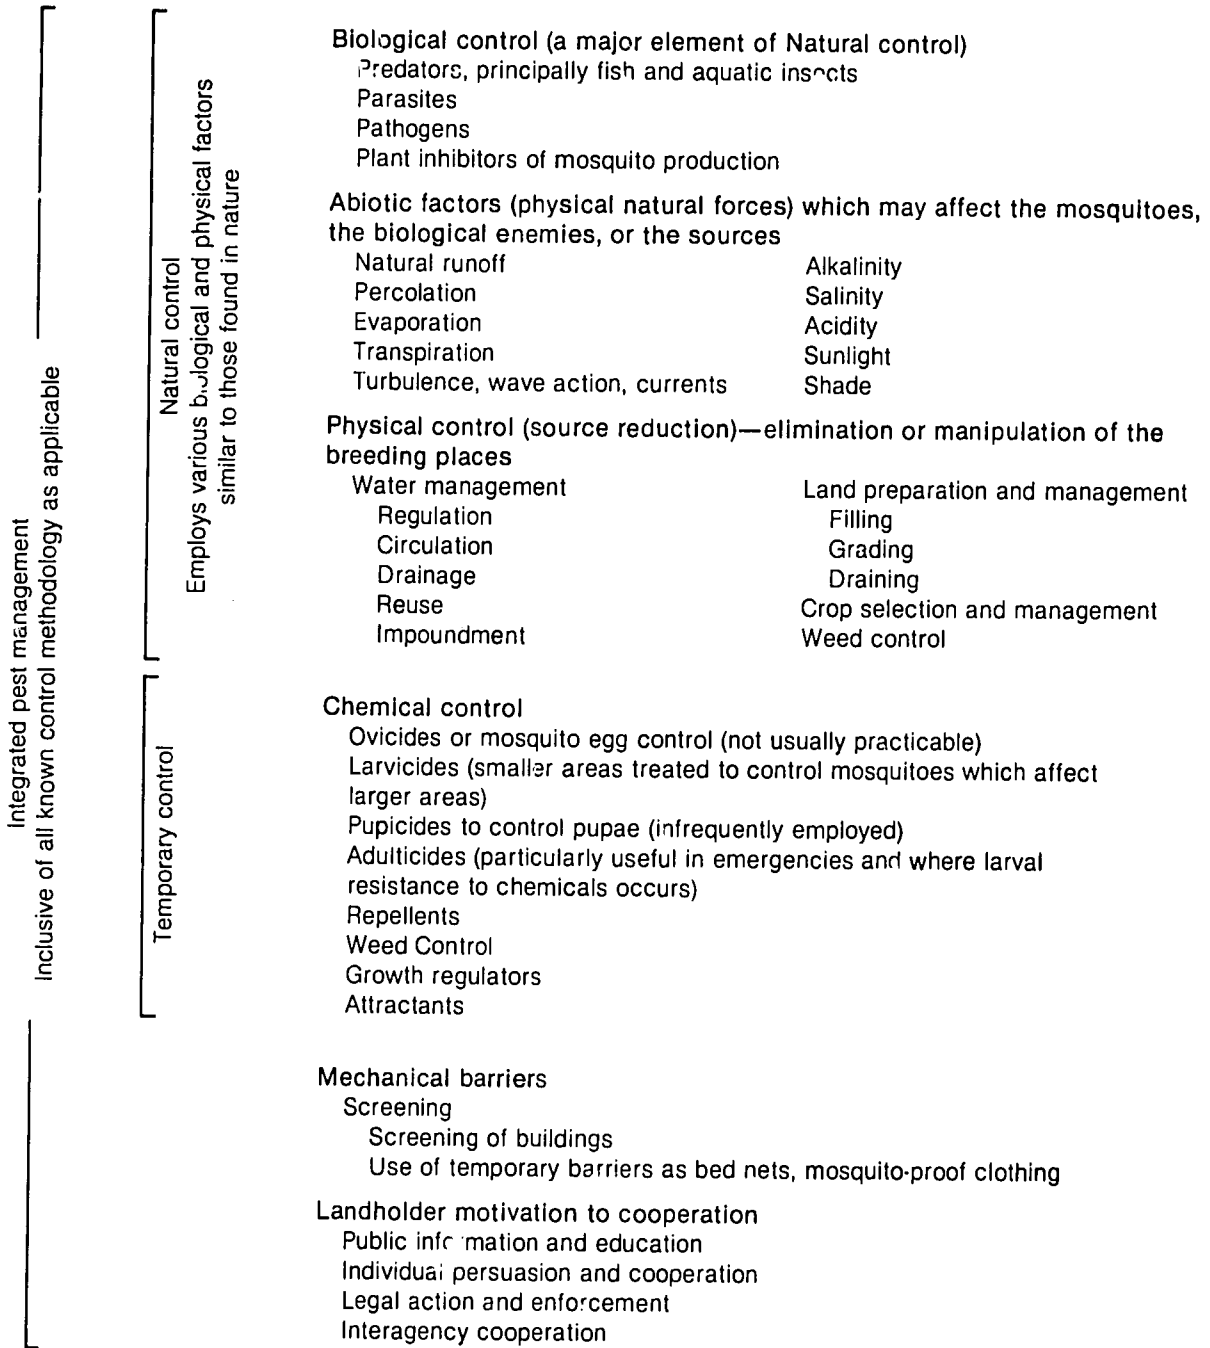 Integrated pest management
Inclusive of all known control methodology as applicable
Natural control
Employs various biological and physical factors
similar to those found in nature
Biological control (a major element of Natural control)
Predators, principally fish and aquatic insects
Parasites
Pathogens
Plant inhibitors of mosquito production
Abiotic factors (physical natural forces) which may affect the mosquitoes,
the biological enemies, or the sources
Natural runoff
Percolation
Evaporation
Transpiration
Turbulence, wave action, currents
Alkalinity
Salinity
Acidity
Sunlight
Shade
Physical control (source reduction)—elimination or manipulation of the
breeding places
Water management
Regulation
Circulation
Drainage
Reuse
Impoundment
Land preparation and management
Filling
Grading
Draining
Crop selection and management
Weed control
Temporary control
Chemical control
Ovicides or mosquito egg control (not usually practicable)
Larvicides (smaller areas treated to control mosquitoes which affect
larger areas)
Pupicides to control pupae (infrequently employed)
Adulticides (particularly useful in emergencies and where larval
resistance to chemicals occurs)
Repellents
Weed Control
Growth regulators
Attractants
Mechanical barriers
Screening
Screening of buildings
Use of temporary barriers as bed nets, mosquito-proof clothing
Landholder motivation to cooperation
Public information and education
Individual persuasion and cooperation
Legal action and enforcement
Interagency cooperation